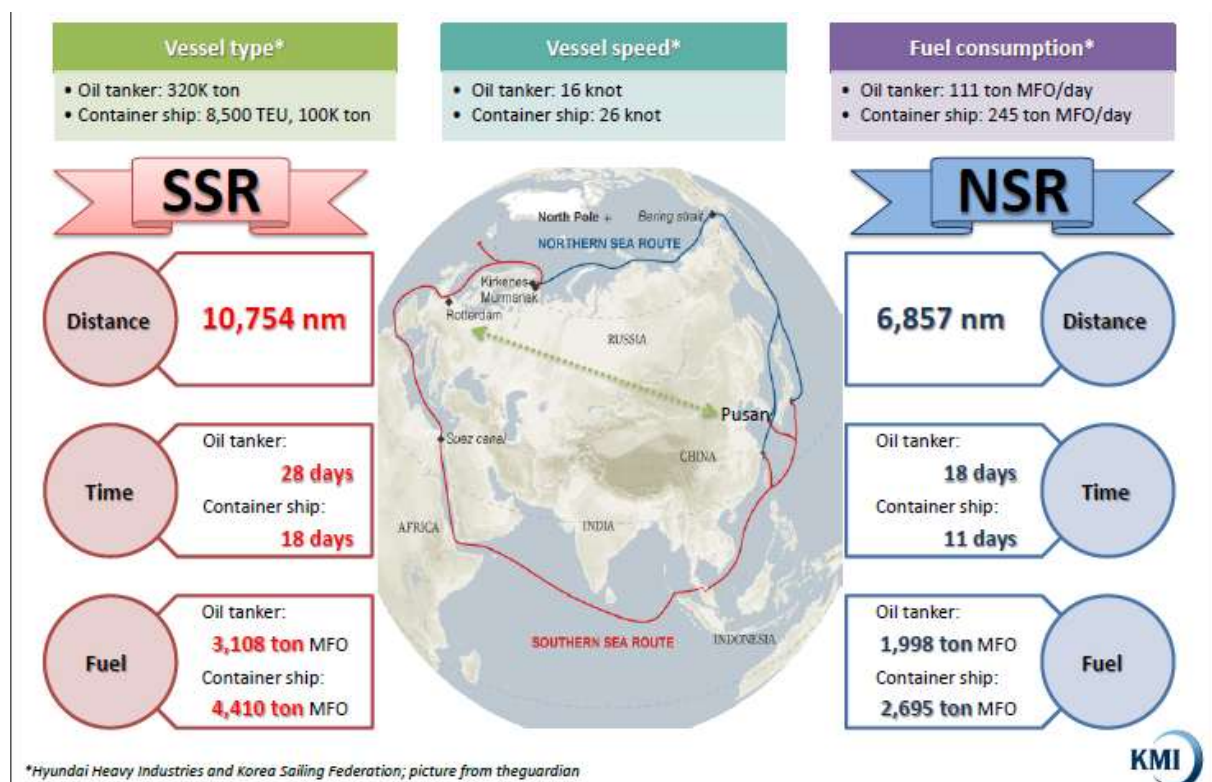 Vessel type*
• Oil tanker: 320K ton
• Container ship: 8,500 TEU, 100K ton
Vessel speed*
• Oil tanker: 16 knot
• Container ship: 26 knot
Fuel consumption*
• Oil tanker: 111 ton MFO/day
• Container ship: 245 ton MFO/day
SSR
Distance
10,754 nm
Time
Oil tanker:
28 days
Container ship:
18 days
Fuel
Oil tanker:
3,108 ton MFO
Container ship:
4,410 ton MFO
North Pole +
Bering strait
NORTHERN SEA ROUTE
Kirkenes
Murmansk
Rotterdam
RUSSIA
Pusan
Suez canal
CHINA
AFRICA
INDIA
SOUTHERN SEA ROUTE
INDONESIA
NSR
6,857 nm
Distance
Oil tanker:
18 days
Container ship:
11 days
Time
Oil tanker:
1,998 ton MFO
Container ship:
2,695 ton MFO
Fuel
*Hyundai Heavy Industries and Korea Sailing Federation; picture from theguardian
KMI